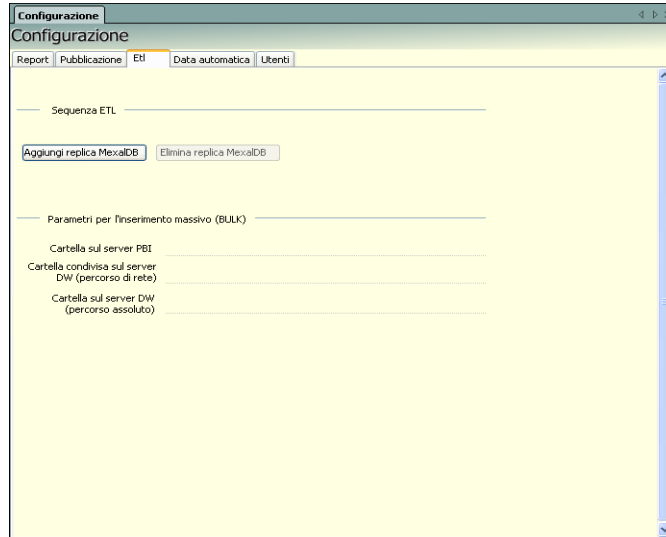 Configurazione
Configurazione
Report Pubblicazione Etl Data automatica Utenti
Sequenza ETL
Aggiungi replica MexalDB Elimina replica MexalDB
Parametri per l'inserimento massivo (BULK)
Cartella sul server PBI
Cartella condivisa sul server
DW (percorso di rete)
Cartella sul server DW
(percorso assoluto)